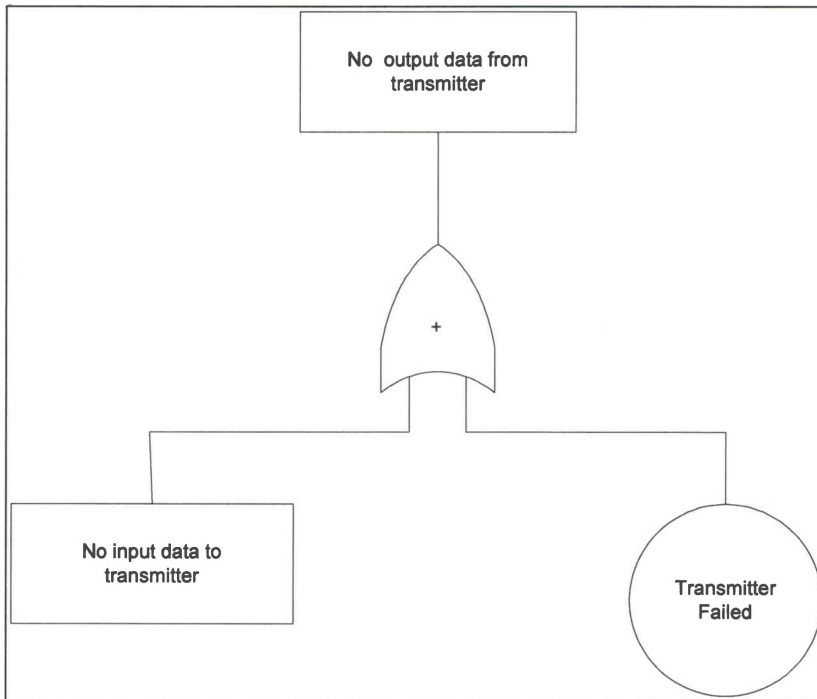 No output data from
transmitter
+
No input data to
transmitter
Transmitter
Failed